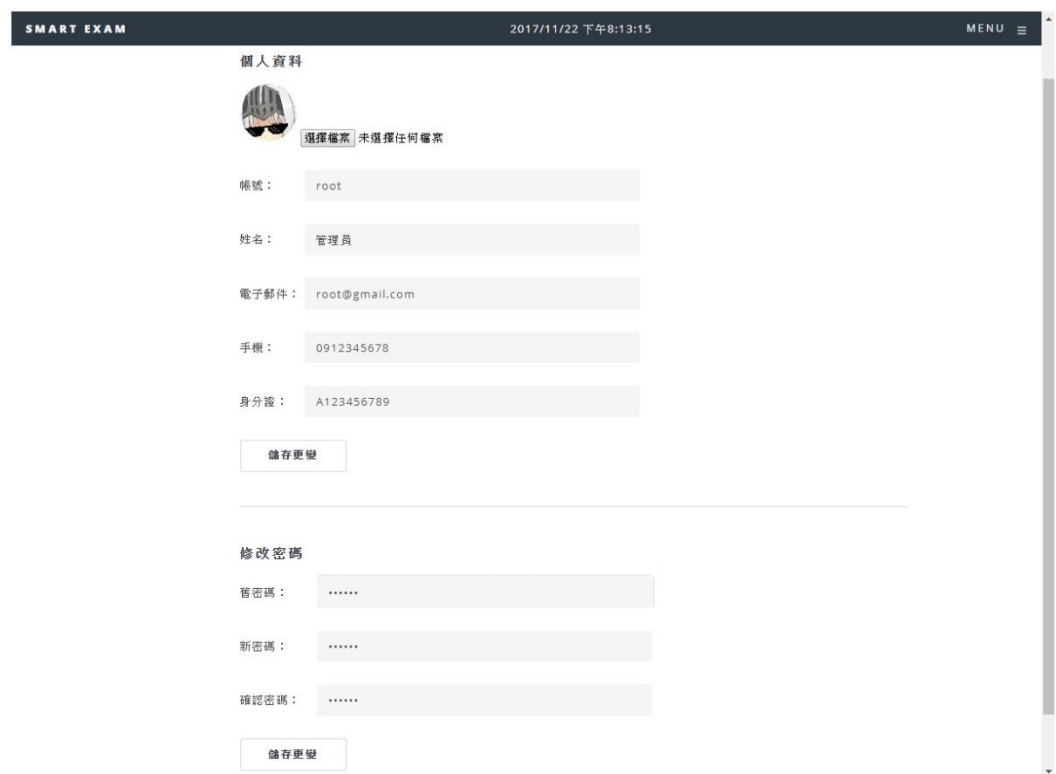 SMART EXAM 2017/11/22 下午8:13:15 MENU ≡
個人資料
選擇檔案 未選擇任何檔案
帳號： root
姓名： 管理員
電子郵件： root@gmail.com
手機： 0912345678
身分證： A123456789
儲存更變
修改密碼
舊密碼： ••••••
新密碼： ••••••
確認密碼： ••••••
儲存更變